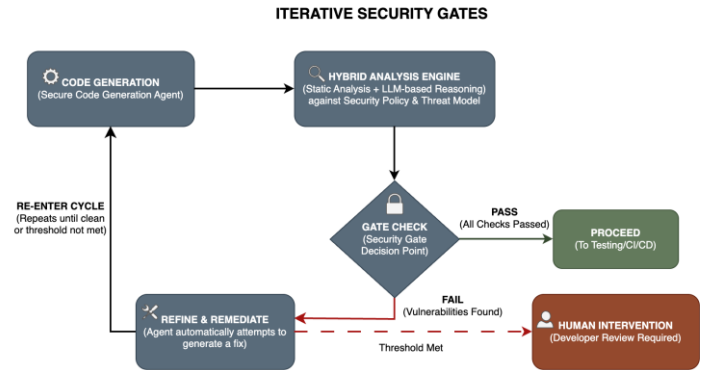 ITERATIVE SECURITY GATES
CODE GENERATION
(Secure Code Generation Agent)
HYBRID ANALYSIS ENGINE
(Static Analysis + LLM-based Reasoning)
against Security Policy & Threat Model
RE-ENTER CYCLE
(Repeats until clean
or threshold not met)
GATE CHECK
(Security Gate
Decision Point)
PASS
(All Checks Passed)
PROCEED
(To Testing/CI/CD)
FAIL
(Vulnerabilities Found)
REFINE & REMEDIATE
(Agent automatically attempts to
generate a fix)
Threshold Met
HUMAN INTERVENTION
(Developer Review Required)